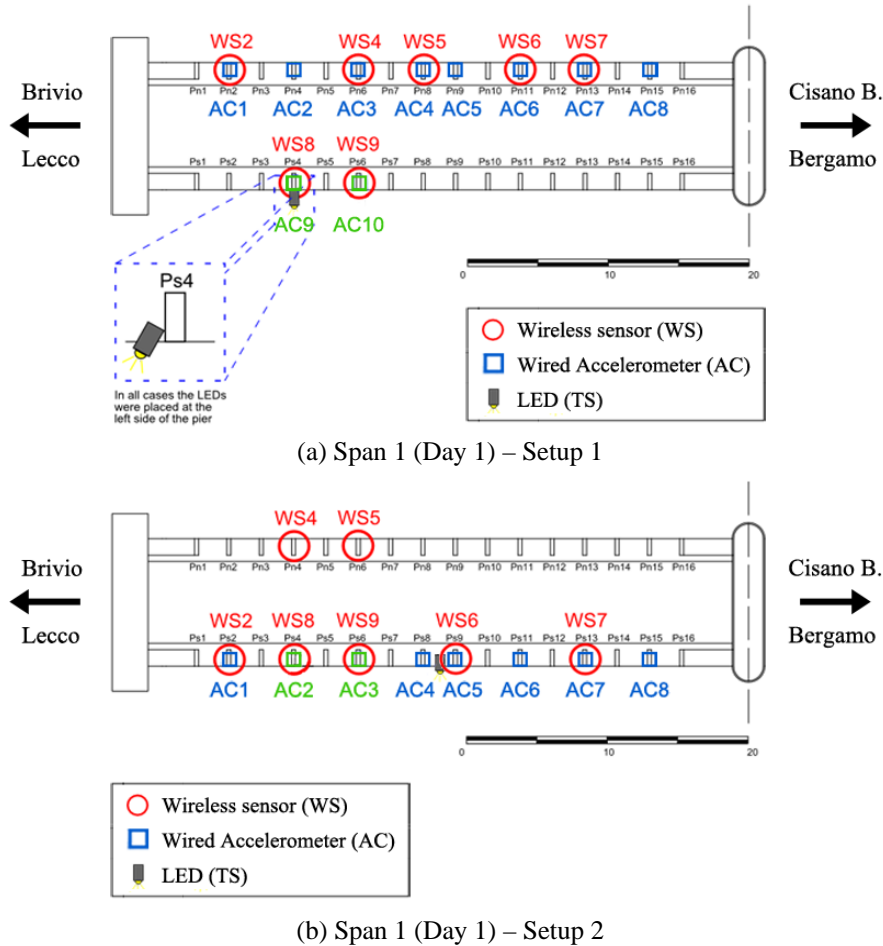 WS2 WS4 WS5 WS6 WS7
Pn1 Pn2 Pn3 Pn4 Pn5 Pn6 Pn7 Pn8 Pn9 Pn10 Pn11 Pn12 Pn13 Pn14 Pn15 Pn16
AC1 AC2 AC3 AC4 AC5 AC6 AC7 AC8
Brivio
Lecco
Cisano B.
Bergamo
WS8 WS9
Ps1 Ps2 Ps3 Ps4 Ps5 Ps6 Ps7 Ps8 Ps9 Ps10 Ps11 Ps12 Ps13 Ps14 Ps15 Ps16
AC9 AC10
0 10 20
Ps4
In all cases the LEDs
were placed at the
left side of the pier
Wireless sensor (WS)
Wired Accelerometer (AC)
LED (TS)
(a) Span 1 (Day 1) – Setup 1
WS4 WS5
Pn1 Pn2 Pn3 Pn4 Pn5 Pn6 Pn7 Pn8 Pn9 Pn10 Pn11 Pn12 Pn13 Pn14 Pn15 Pn16
Brivio
Lecco
Cisano B.
Bergamo
WS2 WS8 WS9 WS6 WS7
Ps1 Ps2 Ps3 Ps4 Ps5 Ps6 Ps7 Ps8 Ps9 Ps10 Ps11 Ps12 Ps13 Ps14 Ps15 Ps16
AC1 AC2 AC3 AC4 AC5 AC6 AC7 AC8
0 10 20
Wireless sensor (WS)
Wired Accelerometer (AC)
LED (TS)
(b) Span 1 (Day 1) – Setup 2